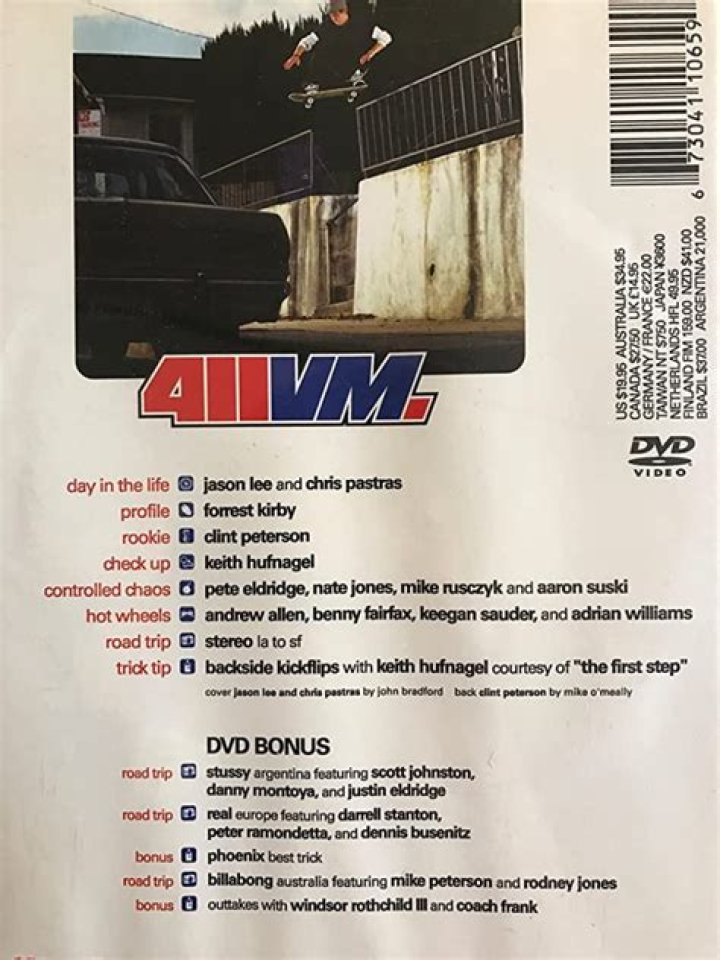 6 73041 10659
US $19.95 AUSTRALIA $34.95
CANADA $27.50 UK £14.95
GERMANY / FRANCE €22.00
TAIWAN NT $750 JAPAN ¥3600
NETHERLANDS HFL 49.95
FINLAND FIM 159.00 NZD $41.00
BRAZIL $37.00 ARGENTINA 21,000
411VM.
DVD
VIDEO
day in the life jason lee and chris pastras
profile forrest kirby
rookie clint peterson
check up keith hufnagel
controlled chaos pete eldridge, nate jones, mike rusczyk and aaron suski
hot wheels andrew allen, benny fairfax, keegan sauder, and adrian williams
road trip stereo la to sf
trick tip backside kickflips with keith hufnagel courtesy of "the first step"
cover jason lee and chris pastras by john bradford back clint peterson by mike o'meally
DVD BONUS
road trip stussy argentina featuring scott johnston,
danny montoya, and justin eldridge
road trip real europe featuring darrell stanton,
peter ramondetta, and dennis busenitz
bonus phoenix best trick
road trip billabong australia featuring mike peterson and rodney jones
bonus outtakes with windsor rothchild III and coach frank